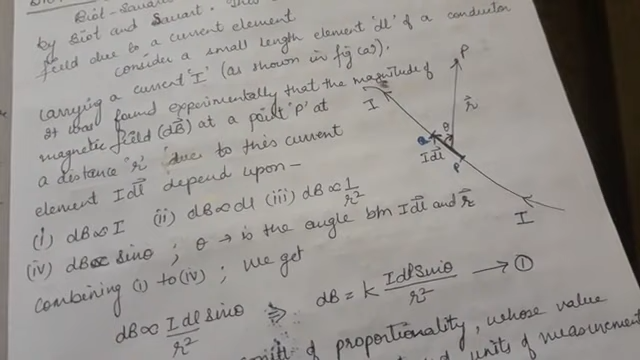 Biot-Savart
by Biot and Savart. This
field due to a current element
consider a small length element 'dl' of a conductor
carrying a current 'I' (as shown in fig (a)).
It was found experimentally that the magnitude of
magnetic field (dB⃗) at a point 'P' at
a distance 'r' due to this current
element Idl⃗ depend upon -
(i) dB∝ I (ii) dB∝ dl (iii) dB ∝ 1/r²
(iv) dB∝ sinθ ; θ → is the angle btn Idl⃗ and r⃗
combining (i) to (iv) ; we get
dB ∝ Idl sinθ/r² ⇒ dB = k Idl sinθ/r² → ①
of proportionality, whose value
units of measurement
P
r⃗
I
θ
Idl⃗
P
I